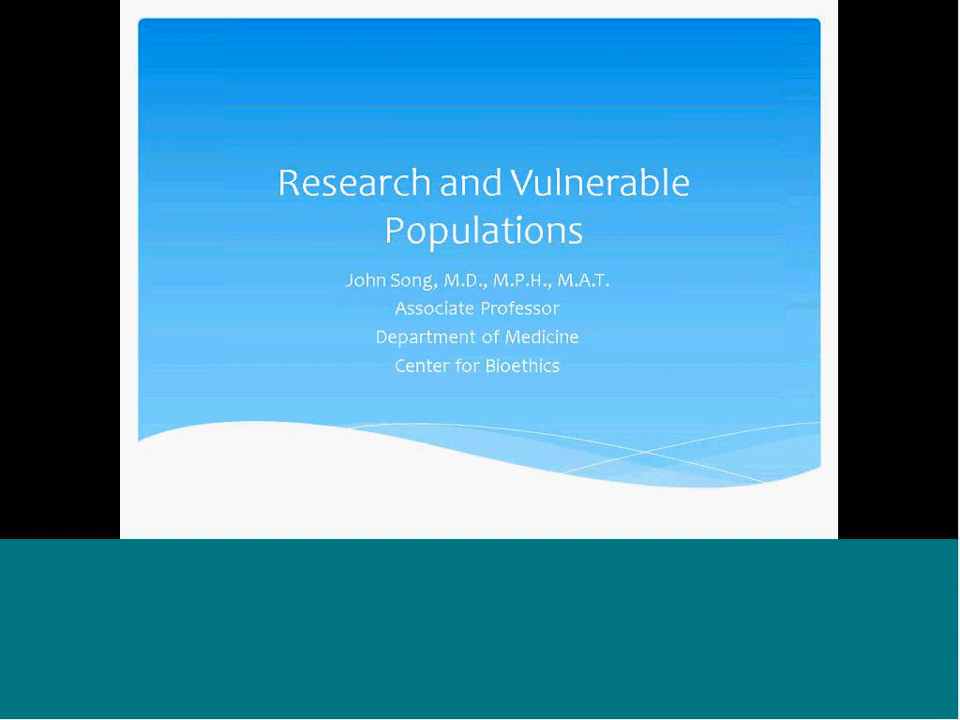 Research and Vulnerable
Populations
John Song, M.D., M.P.H., M.A.T.
Associate Professor
Department of Medicine
Center for Bioethics